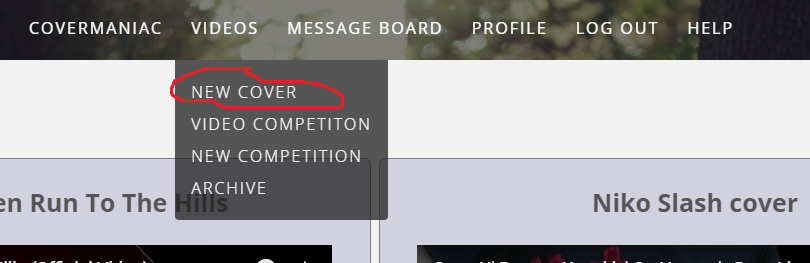 COVERMANIAC VIDEOS MESSAGE BOARD PROFILE LOG OUT HELP
NEW COVER
VIDEO COMPETITON
NEW COMPETITION
ARCHIVE
en Run To The Hills
Niko Slash cover